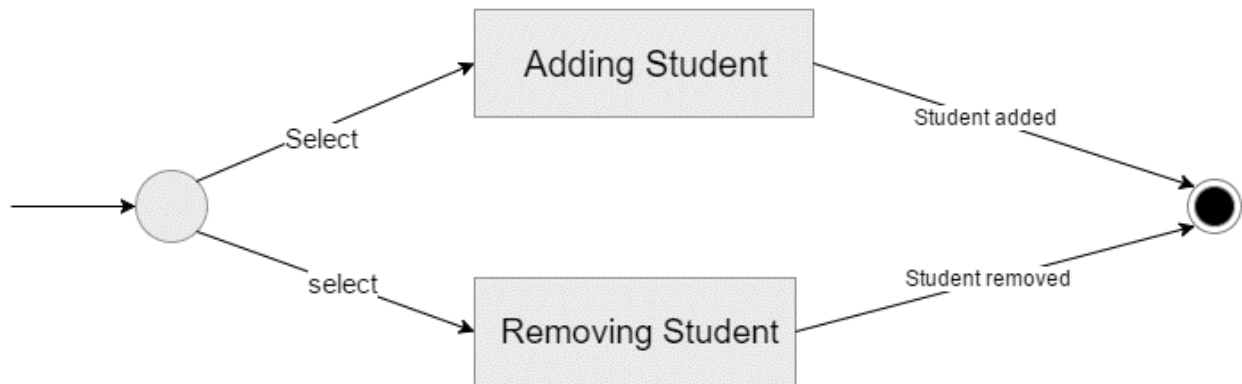 Adding Student
Student added
Select
select
Student removed
Removing Student